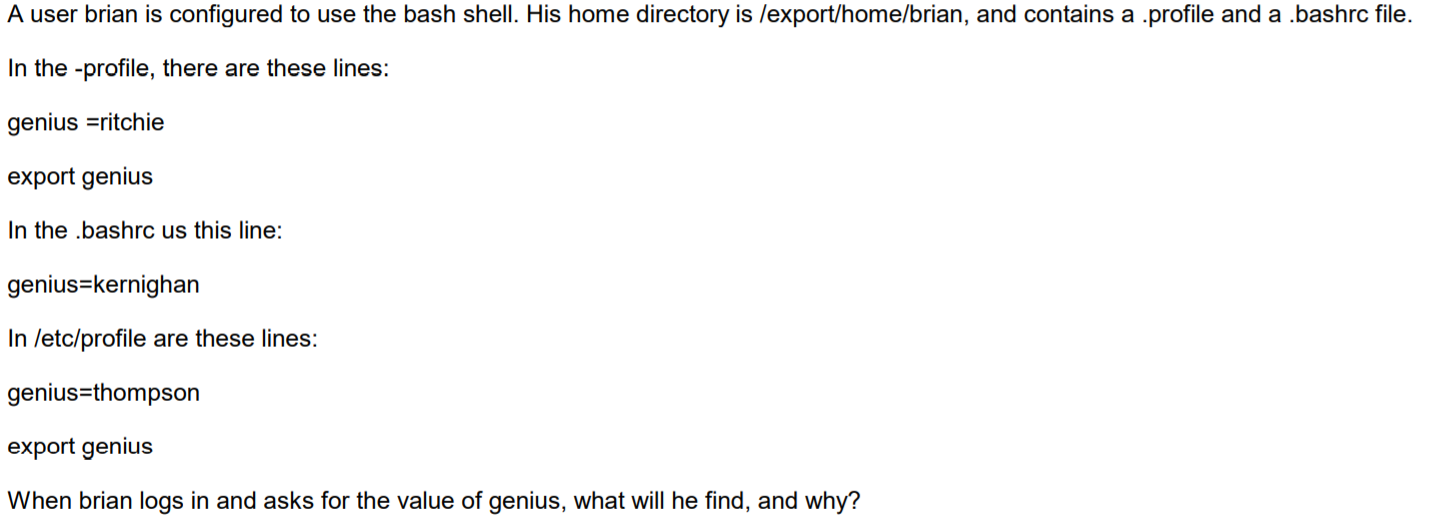 A user brian is configured to use the bash shell. His home directory is /export/home/brian, and contains a .profile and a .bashrc file.
In the -profile, there are these lines:
genius =ritchie
export genius
In the .bashrc us this line:
genius=kernighan
In /etc/profile are these lines:
genius=thompson
export genius
When brian logs in and asks for the value of genius, what will he find, and why?